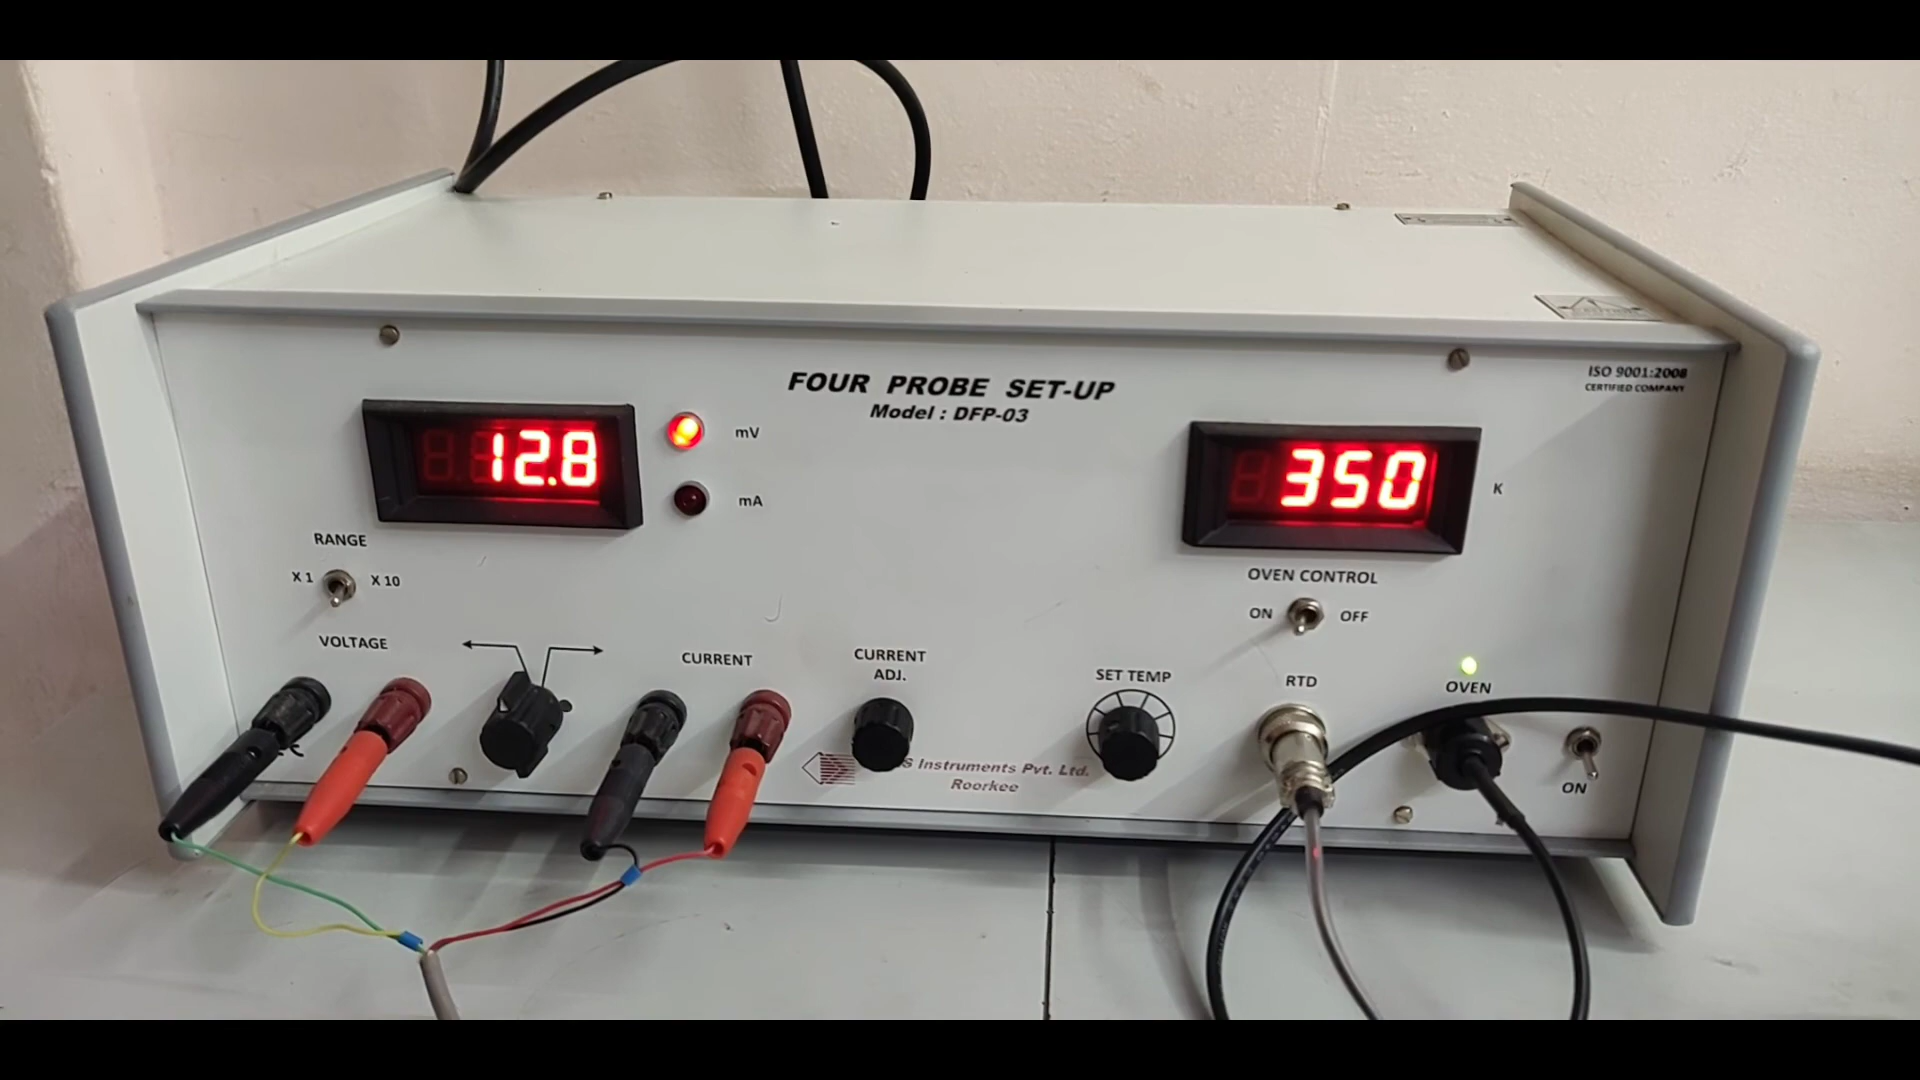 FOUR PROBE SET-UP
Model : DFP-03
ISO 9001:2008
CERTIFIED COMPANY
12.8
mV
mA
350
K
RANGE
X 1
X 10
OVEN CONTROL
ON
OFF
VOLTAGE
CURRENT
CURRENT
ADJ.
SET TEMP
RTD
OVEN
ON
Instruments Pvt. Ltd.
Roorkee